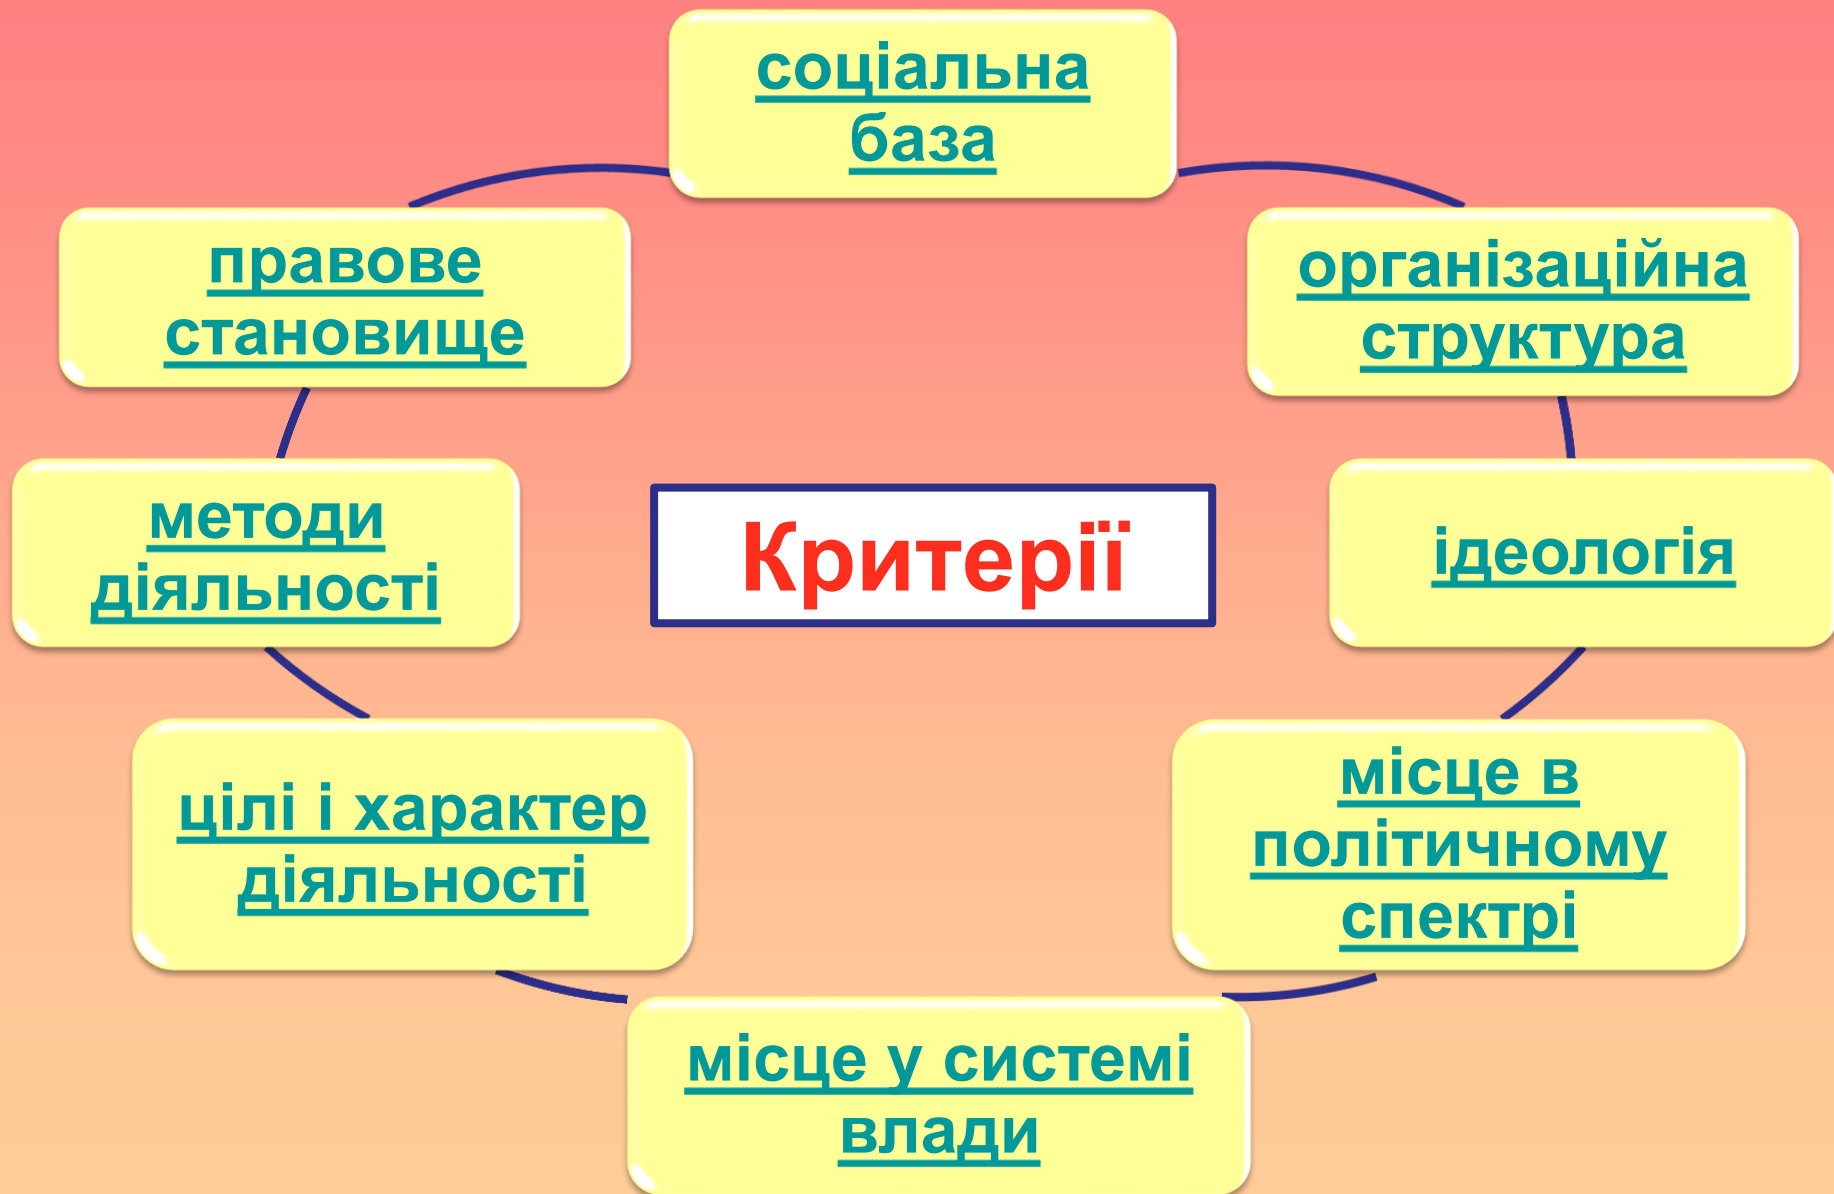 соціальна
база
правове
становище
організаційна
структура
методи
діяльності
Критерії
ідеологія
цілі і характер
діяльності
місце в
політичному
спектрі
місце у системі
влади